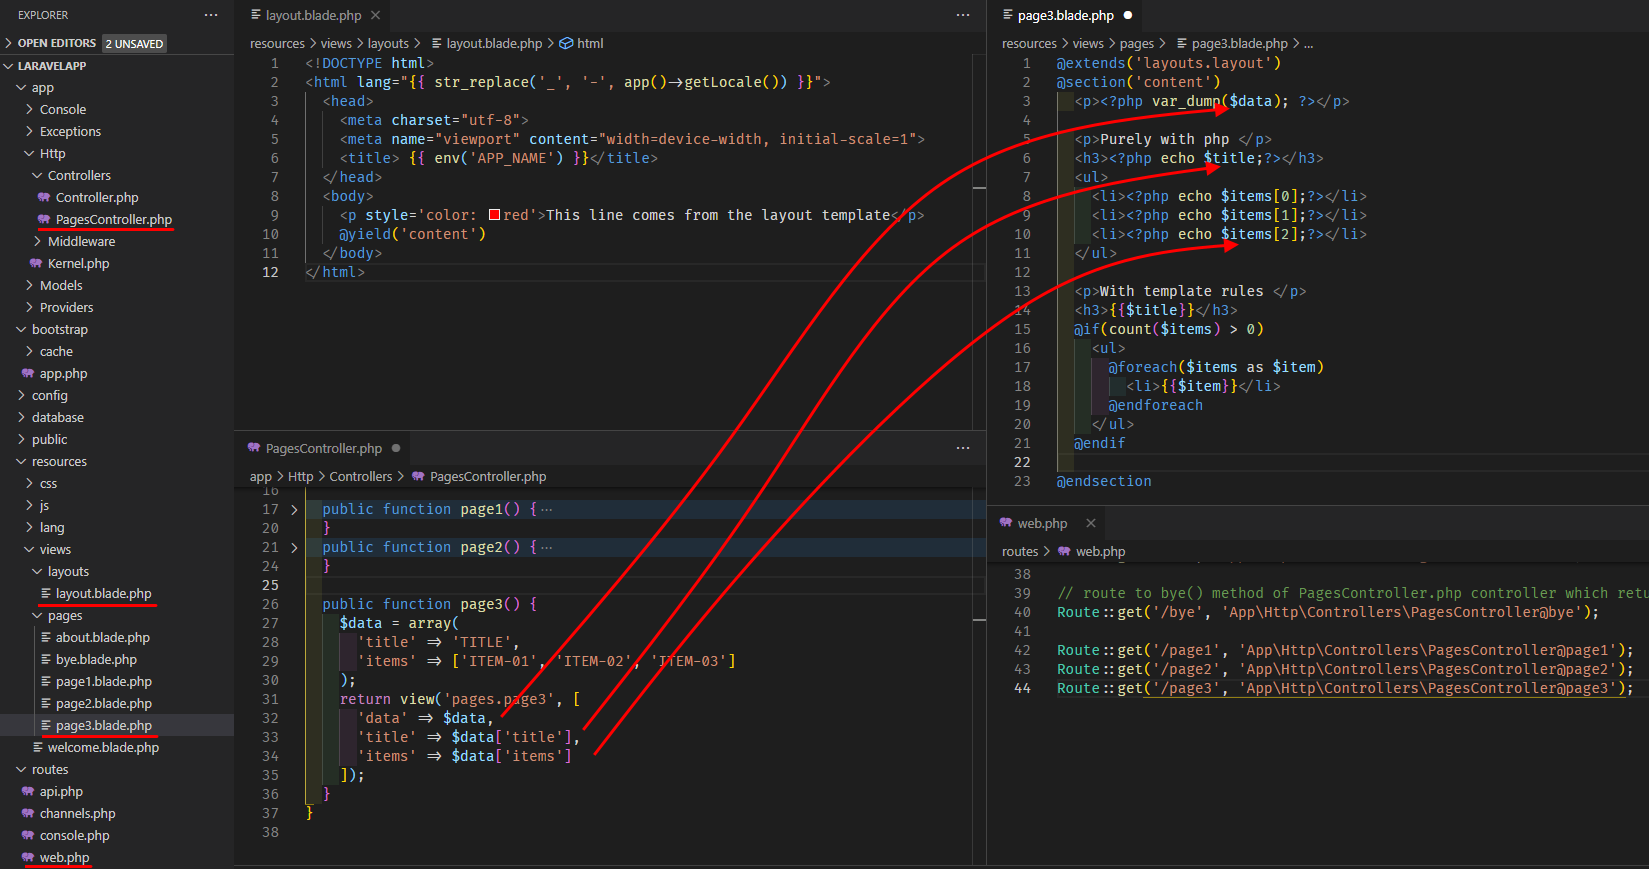 EXPLORER
···
OPEN EDITORS 2 UNSAVED
LARAVELAPP
app
Console
Exceptions
Http
Controllers
Controller.php
PagesController.php
Middleware
Kernel.php
Models
Providers
bootstrap
cache
app.php
config
database
public
resources
css
js
lang
views
layouts
layout.blade.php
pages
about.blade.php
bye.blade.php
page1.blade.php
page2.blade.php
page3.blade.php
welcome.blade.php
routes
api.php
channels.php
console.php
web.php
layout.blade.php
···
resources > views > layouts > layout.blade.php > html
1 <!DOCTYPE html>
2 <html lang="{{ str_replace('_', '-', app()->getLocale()) }}">
3 <head>
4 <meta charset="utf-8">
5 <meta name="viewport" content="width=device-width, initial-scale=1">
6 <title> {{ env('APP_NAME') }}</title>
7 </head>
8 <body>
9 <p style='color: red'>This line comes from the layout template</p>
10 @yield('content')
11 </body>
12 </html>
PagesController.php
···
app > Http > Controllers > PagesController.php
16
17 public function page1() {···
20 }
21 public function page2() {···
24 }
25
26 public function page3() {
27 $data = array(
28 'title' => 'TITLE',
29 'items' => ['ITEM-01', 'ITEM-02', 'ITEM-03']
30 );
31 return view('pages.page3', [
32 'data' => $data,
33 'title' => $data['title'],
34 'items' => $data['items']
35 ]);
36 }
37 }
38
page3.blade.php
resources > views > pages > page3.blade.php > ...
1 @extends('layouts.layout')
2 @section('content')
3 <p><?php var_dump($data); ?></p>
4
5 <p>Purely with php </p>
6 <h3><?php echo $title;?></h3>
7 <ul>
8 <li><?php echo $items[0];?></li>
9 <li><?php echo $items[1];?></li>
10 <li><?php echo $items[2];?></li>
11 </ul>
12
13 <p>With template rules </p>
14 <h3>{{$title}}</h3>
15 @if(count($items) > 0)
16 <ul>
17 @foreach($items as $item)
18 <li>{{$item}}</li>
19 @endforeach
20 </ul>
21 @endif
22
23 @endsection
web.php
routes > web.php
38
39 // route to bye() method of PagesController.php controller which retu
40 Route::get('/bye', 'App\Http\Controllers\PagesController@bye');
41
42 Route::get('/page1', 'App\Http\Controllers\PagesController@page1');
43 Route::get('/page2', 'App\Http\Controllers\PagesController@page2');
44 Route::get('/page3', 'App\Http\Controllers\PagesController@page3');